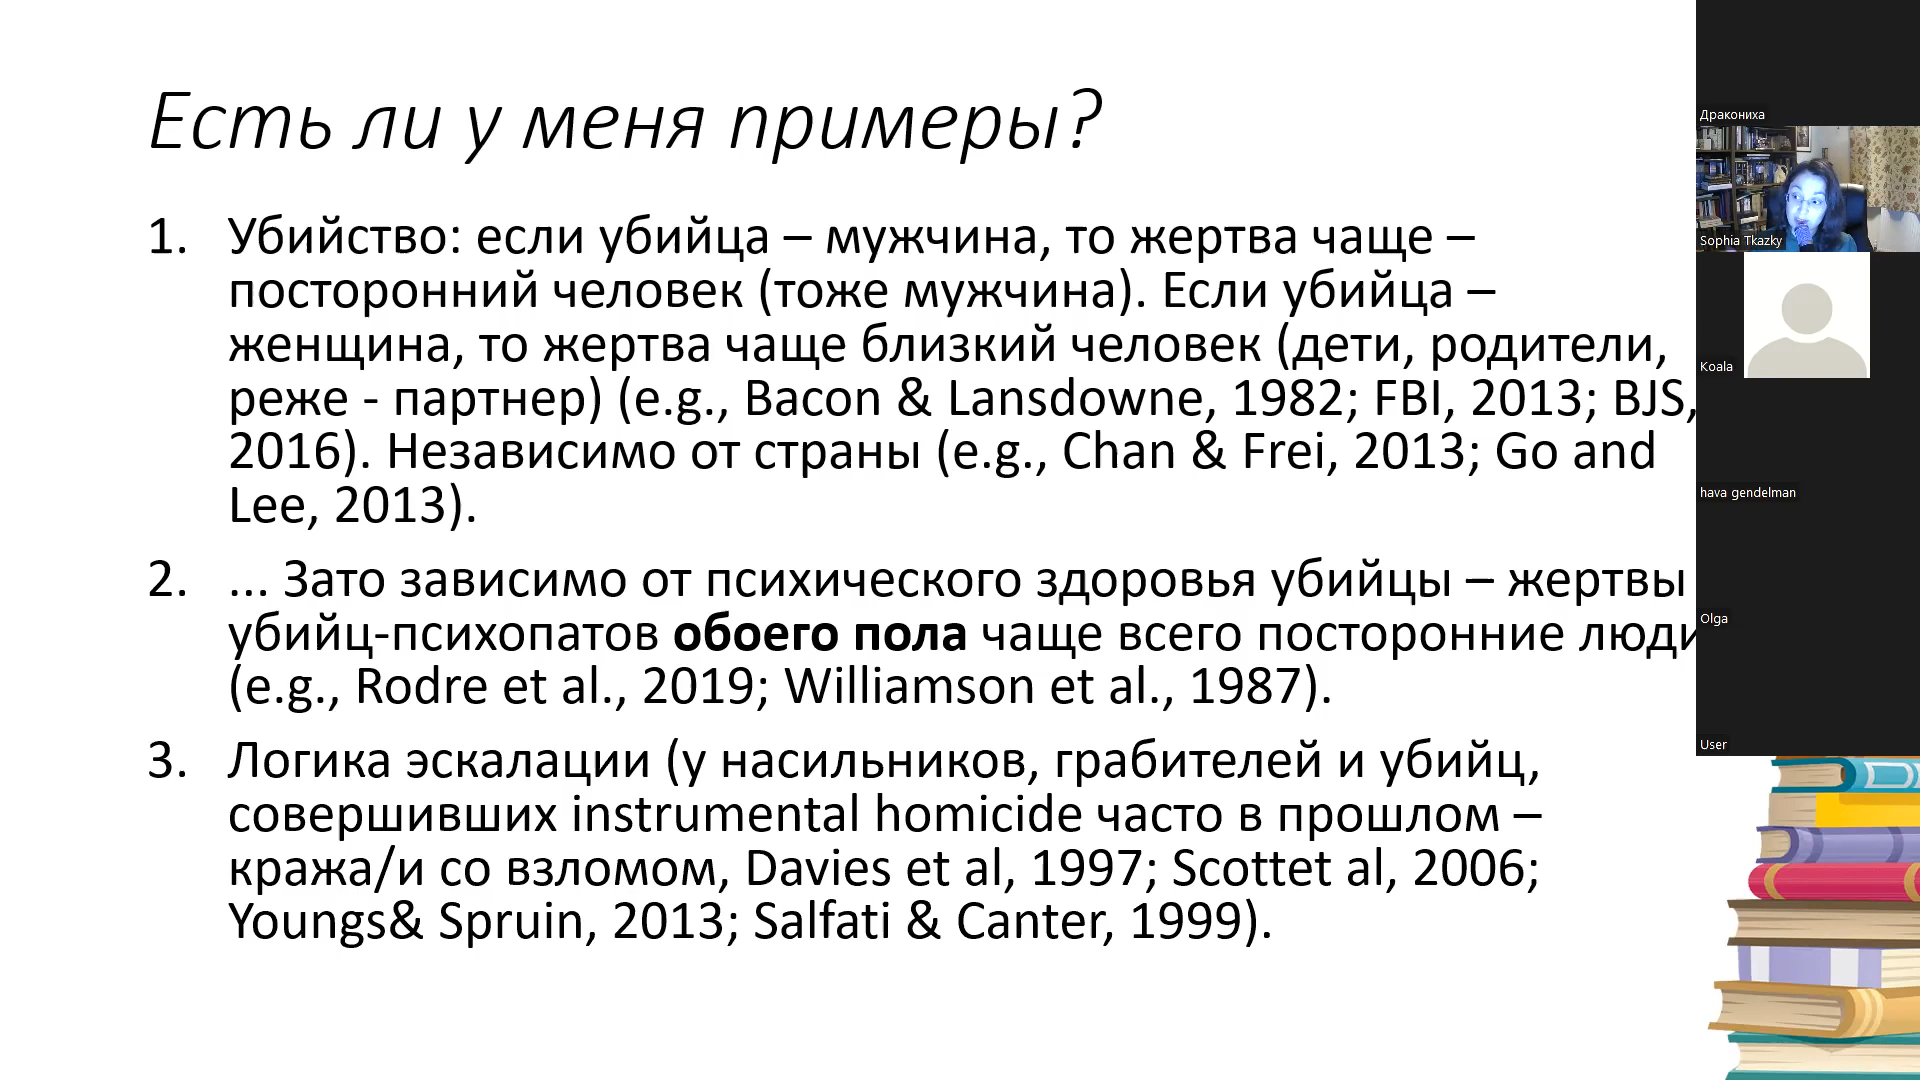 Есть ли у меня примеры?
1. Убийство: если убийца – мужчина, то жертва чаще –
посторонний человек (тоже мужчина). Если убийца –
женщина, то жертва чаще близкий человек (дети, родители,
реже - партнер) (e.g., Bacon & Lansdowne, 1982; FBI, 2013; BJS,
2016). Независимо от страны (e.g., Chan & Frei, 2013; Go and
Lee, 2013).
2. ... Зато зависимо от психического здоровья убийцы – жертвы
убийц-психопатов обоего пола чаще всего посторонние люди
(e.g., Rodre et al., 2019; Williamson et al., 1987).
3. Логика эскалации (у насильников, грабителей и убийц,
совершивших instrumental homicide часто в прошлом –
кража/и со взломом, Davies et al, 1997; Scottet al, 2006;
Youngs& Spruin, 2013; Salfati & Canter, 1999).
Дракониха
Sophia Tkazky
Koala
hava gendelman
Olga
User